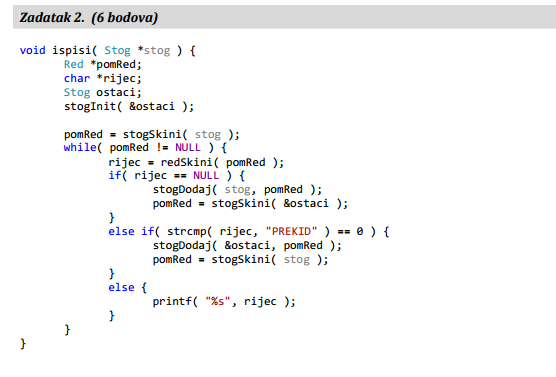 Zadatak 2. (6 bodova)
void ispisi( Stog *stog ) {
Red *pomRed;
char *rijec;
Stog ostaci;
stogInit( &ostaci );
pomRed = stogSkini( stog );
while( pomRed != NULL ) {
rijec = redSkini( pomRed );
if( rijec == NULL ) {
stogDodaj( stog, pomRed );
pomRed = stogSkini( &ostaci );
}
else if( strcmp( rijec, "PREKID" ) == 0 ) {
stogDodaj( &ostaci, pomRed );
pomRed = stogSkini( stog );
}
else {
printf( "%s", rijec );
}
}
}